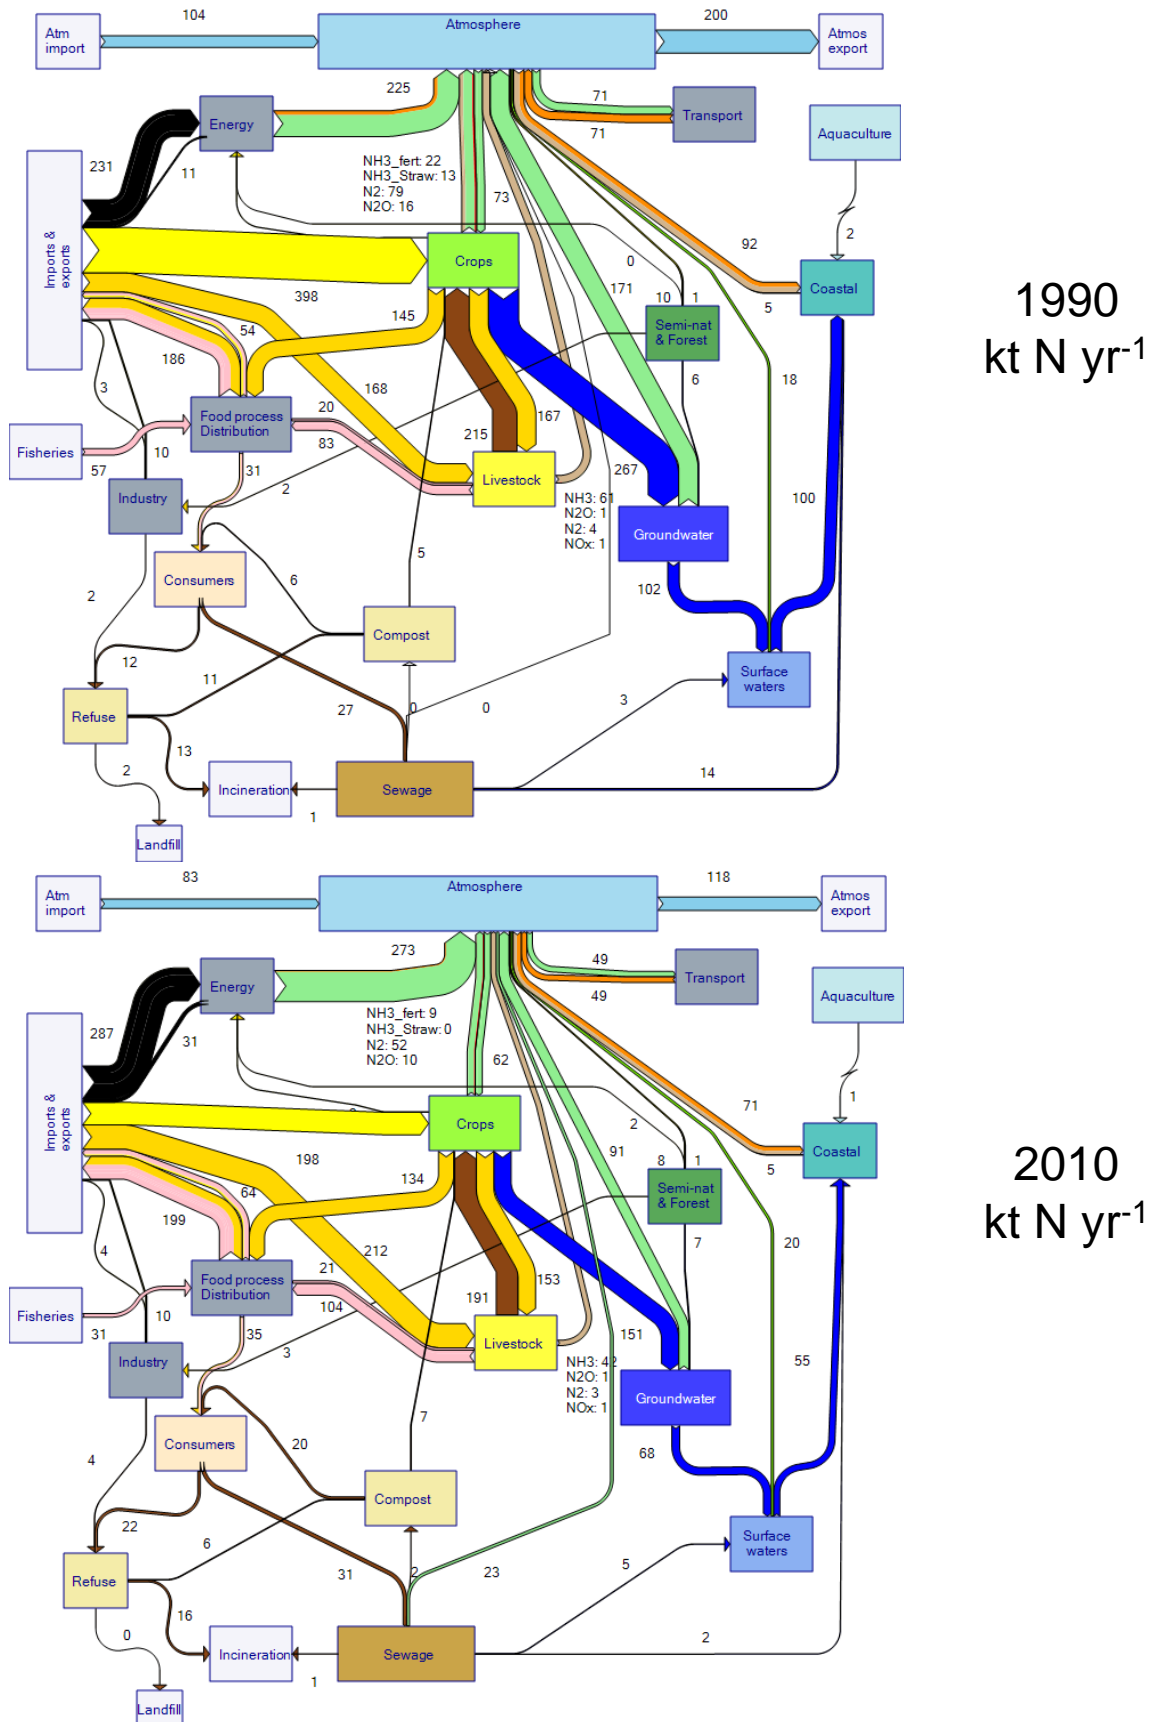 104
Atmosphere
200
Atm
import
Atmos
export
225
71
71
Energy
Transport
Aquaculture
231
11
NH3_fert: 22
NH3_Straw: 13
N2: 79
N2O: 16
73
Imports &
exports
92
2
0
Crops
Coastal
398
171
10
1
5
54
145
Semi-nat
& Forest
186
3
168
6
18
20
Food process
Distribution
167
Fisheries
83
215
57
10
31
267
Livestock
2
Industry
NH3: 61
N2O: 1
N2: 4
NOx: 1
100
Groundwater
5
Consumers
6
2
102
Compost
12
Surface
waters
11
Refuse
27
0
0
3
13
2
14
Incineration
Sewage
1
Landfill
1990
kt N yr-1
83
Atmosphere
118
Atm
import
Atmos
export
273
49
49
Energy
Transport
Aquaculture
287
31
NH3_fert: 9
NH3_Straw: 0
N2: 52
N2O: 10
62
Imports &
exports
71
1
2
Crops
Coastal
198
91
8
1
5
64
134
Semi-nat
& Forest
199
4
212
7
20
21
Food process
Distribution
153
Fisheries
104
191
31
10
35
151
Livestock
3
Industry
NH3: 42
N2O: 1
N2: 3
NOx: 1
55
Groundwater
7
Consumers
20
4
68
Compost
22
Surface
waters
6
Refuse
31
2
23
5
16
0
2
Incineration
Sewage
1
Landfill
2010
kt N yr-1